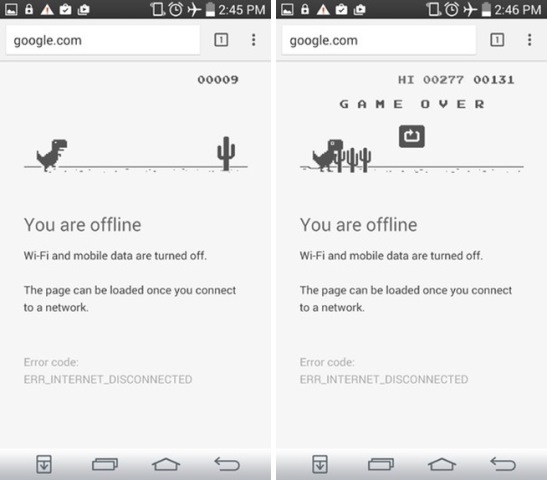 2:45 PM
google.com
1
00009
You are offline
Wi-Fi and mobile data are turned off.
The page can be loaded once you connect
to a network.
Error code:
ERR_INTERNET_DISCONNECTED
2:46 PM
google.com
1
HI 00277 00131
GAME OVER
You are offline
Wi-Fi and mobile data are turned off.
The page can be loaded once you connect
to a network.
Error code:
ERR_INTERNET_DISCONNECTED